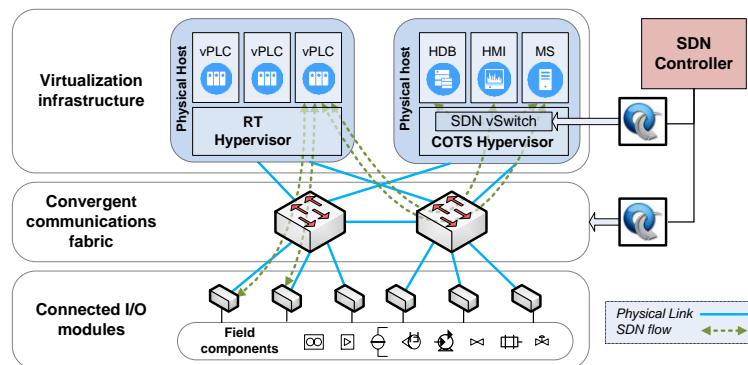 Virtualization
infrastructure
Physical Host
vPLC
vPLC
vPLC
RT
Hypervisor
Physical host
HDB
HMI
MS
SDN vSwitch
COTS Hypervisor
SDN
Controller
Convergent
communications
fabric
Connected I/O
modules
Field
components
Physical Link
SDN flow